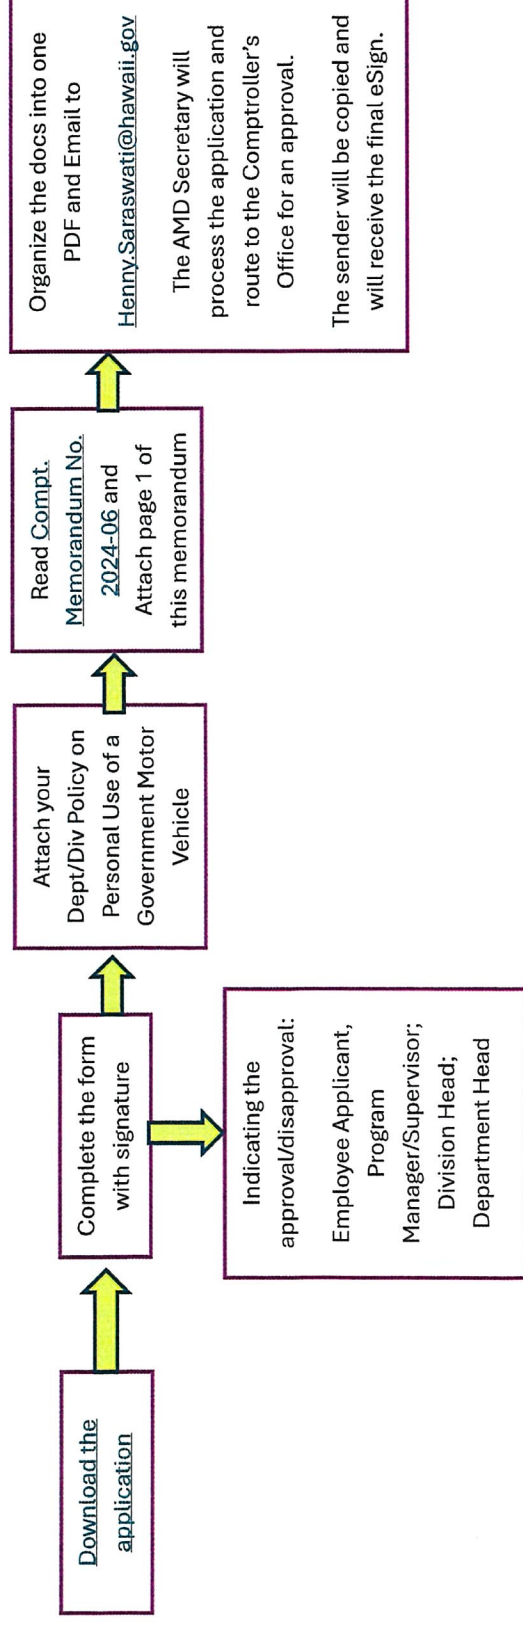 Download the
application
Complete the form
with signature
Indicating the
approval/disapproval:
Employee Applicant,
Program
Manager/Supervisor;
Division Head;
Department Head
Attach your
Dept/Div Policy on
Personal Use of a
Government Motor
Vehicle
Read Compt.
Memorandum No.
2024-06 and
Attach page 1 of
this memorandum
Organize the docs into one
PDF and Email to
Henny.Saraswati@hawaii.gov
The AMD Secretary will
process the application and
route to the Comptroller's
Office for an approval.
The sender will be copied and
will receive the final eSign.